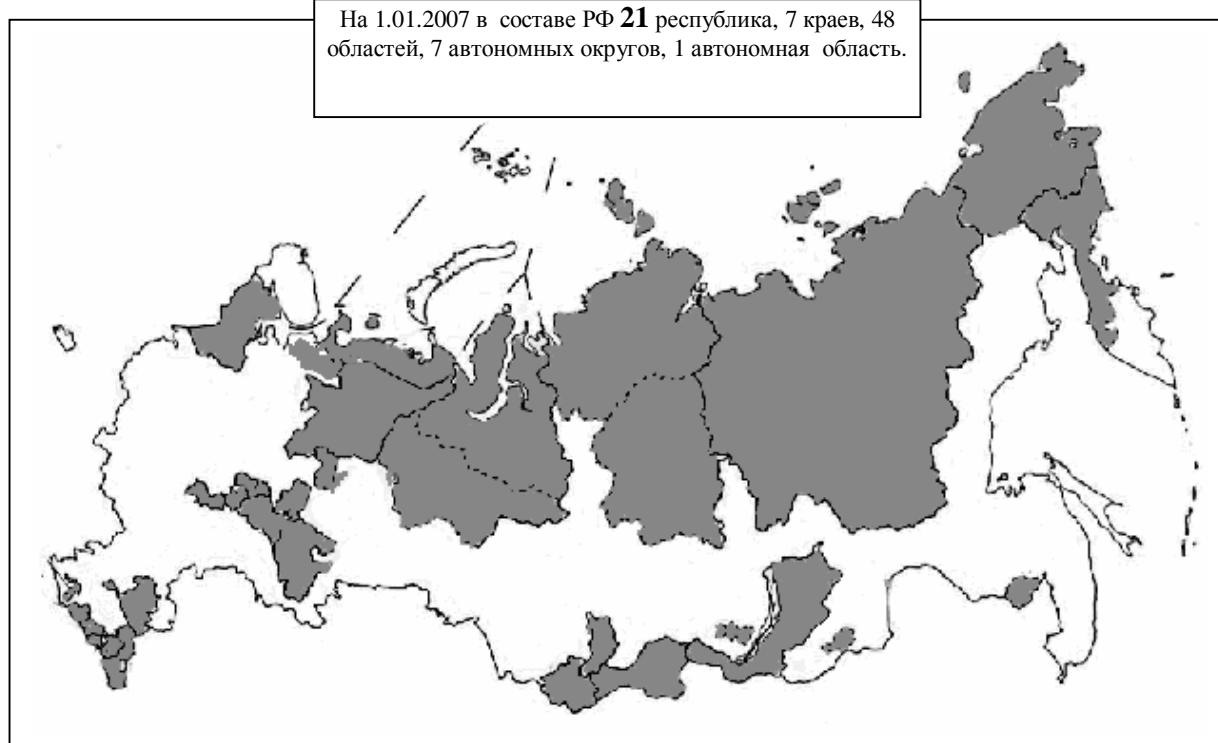 На 1.01.2007 в составе РФ 21 республика, 7 краев, 48
областей, 7 автономных округов, 1 автономная область.